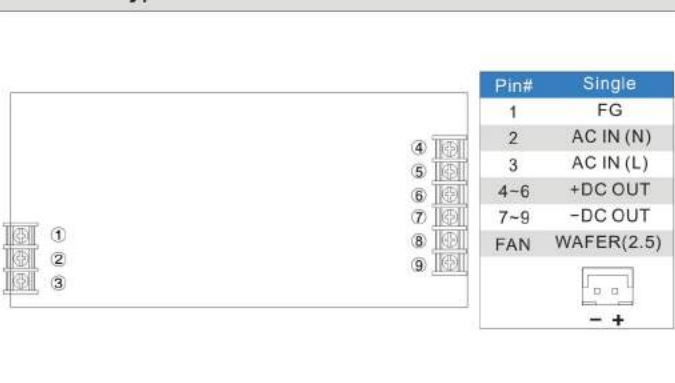 Pin# Single
1 FG
2 AC IN (N)
3 AC IN (L)
4~6 +DC OUT
7~9 -DC OUT
FAN WAFER(2.5)
- +
④
⑤
⑥
⑦
⑧
⑨
①
②
③